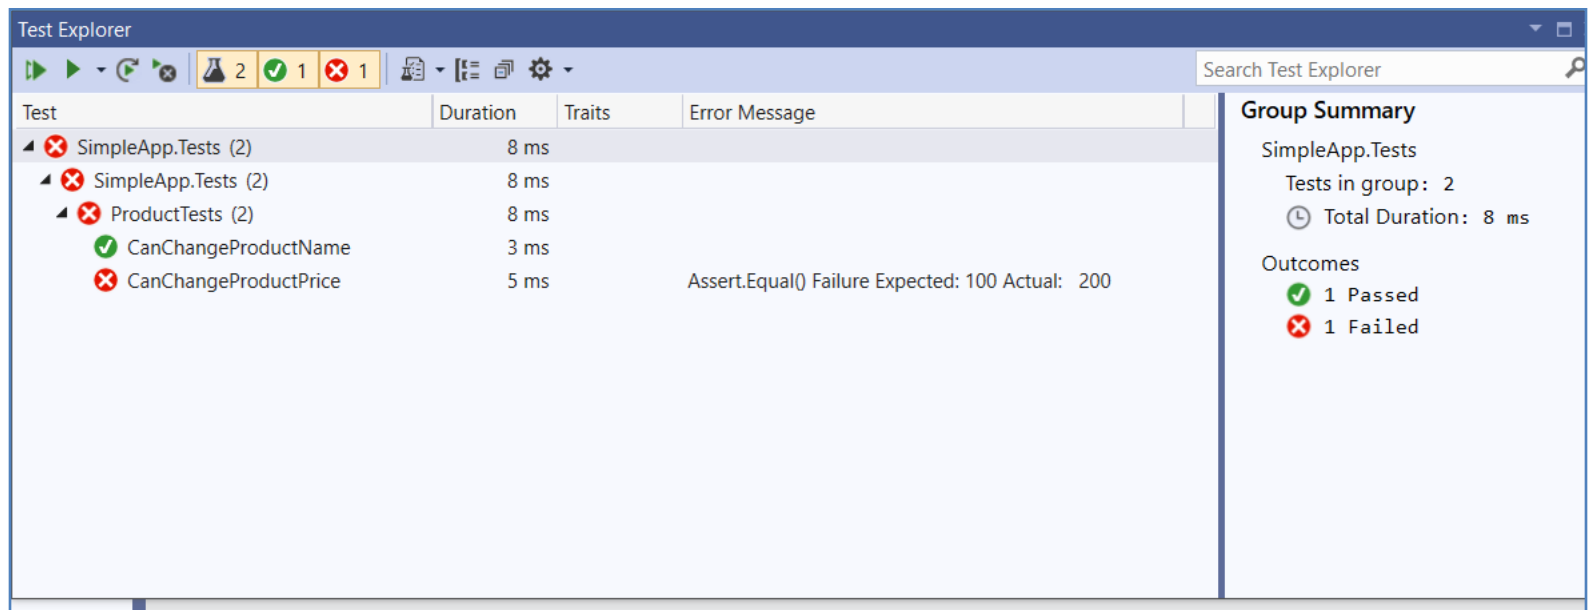 Test Explorer
2 1 1 Search Test Explorer
Test Duration Traits Error Message
SimpleApp.Tests (2) 8 ms
SimpleApp.Tests (2) 8 ms
ProductTests (2) 8 ms
CanChangeProductName 3 ms
CanChangeProductPrice 5 ms Assert.Equal() Failure Expected: 100 Actual: 200
Group Summary
SimpleApp.Tests
Tests in group: 2
Total Duration: 8 ms
Outcomes
1 Passed
1 Failed